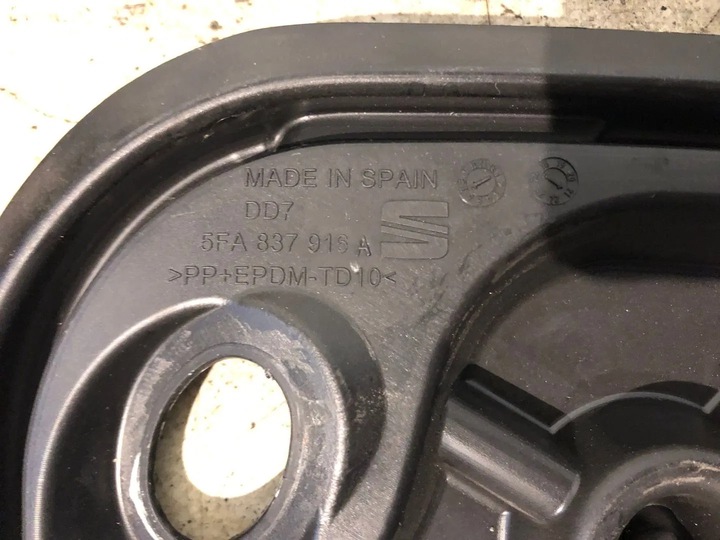 MADE IN SPAIN
DD7
5FA 837 916 A
>PP+EPDM-TD10<